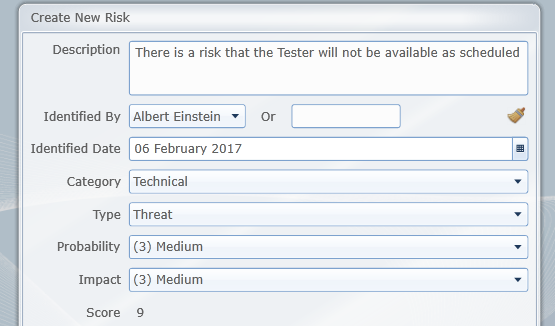 Create New Risk
Description There is a risk that the Tester will not be available as scheduled
Identified By Albert Einstein Or
Identified Date 06 February 2017
Category Technical
Type Threat
Probability (3) Medium
Impact (3) Medium
Score 9